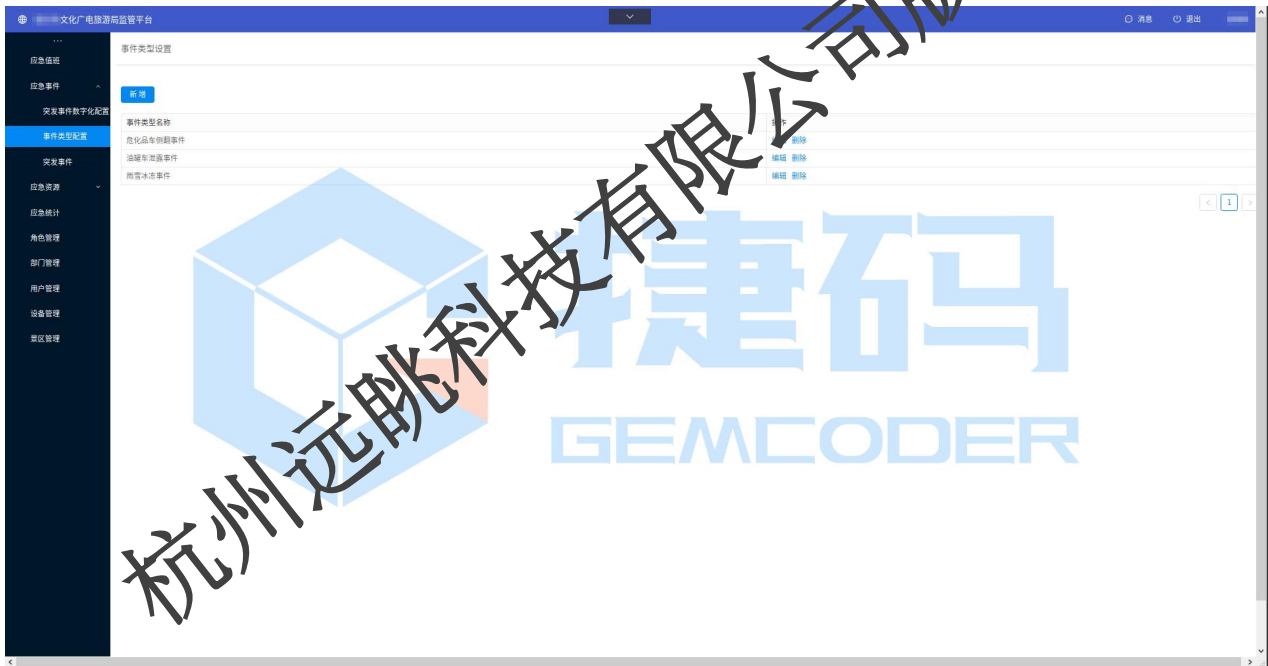 文化广电旅游局监管平台
消息
退出
...
应急值班
应急事件
突发事件数字化配置
事件类型配置
突发事件
应急资源
应急统计
角色管理
部门管理
用户管理
设备管理
景区管理
事件类型设置
新增
事件类型名称
危化品车侧翻事件 删除
油罐车泄露事件 编辑 删除
雨雪冰冻事件 编辑 删除
< 1 >
捷码
GEMCODER
杭州远眺科技有限公司